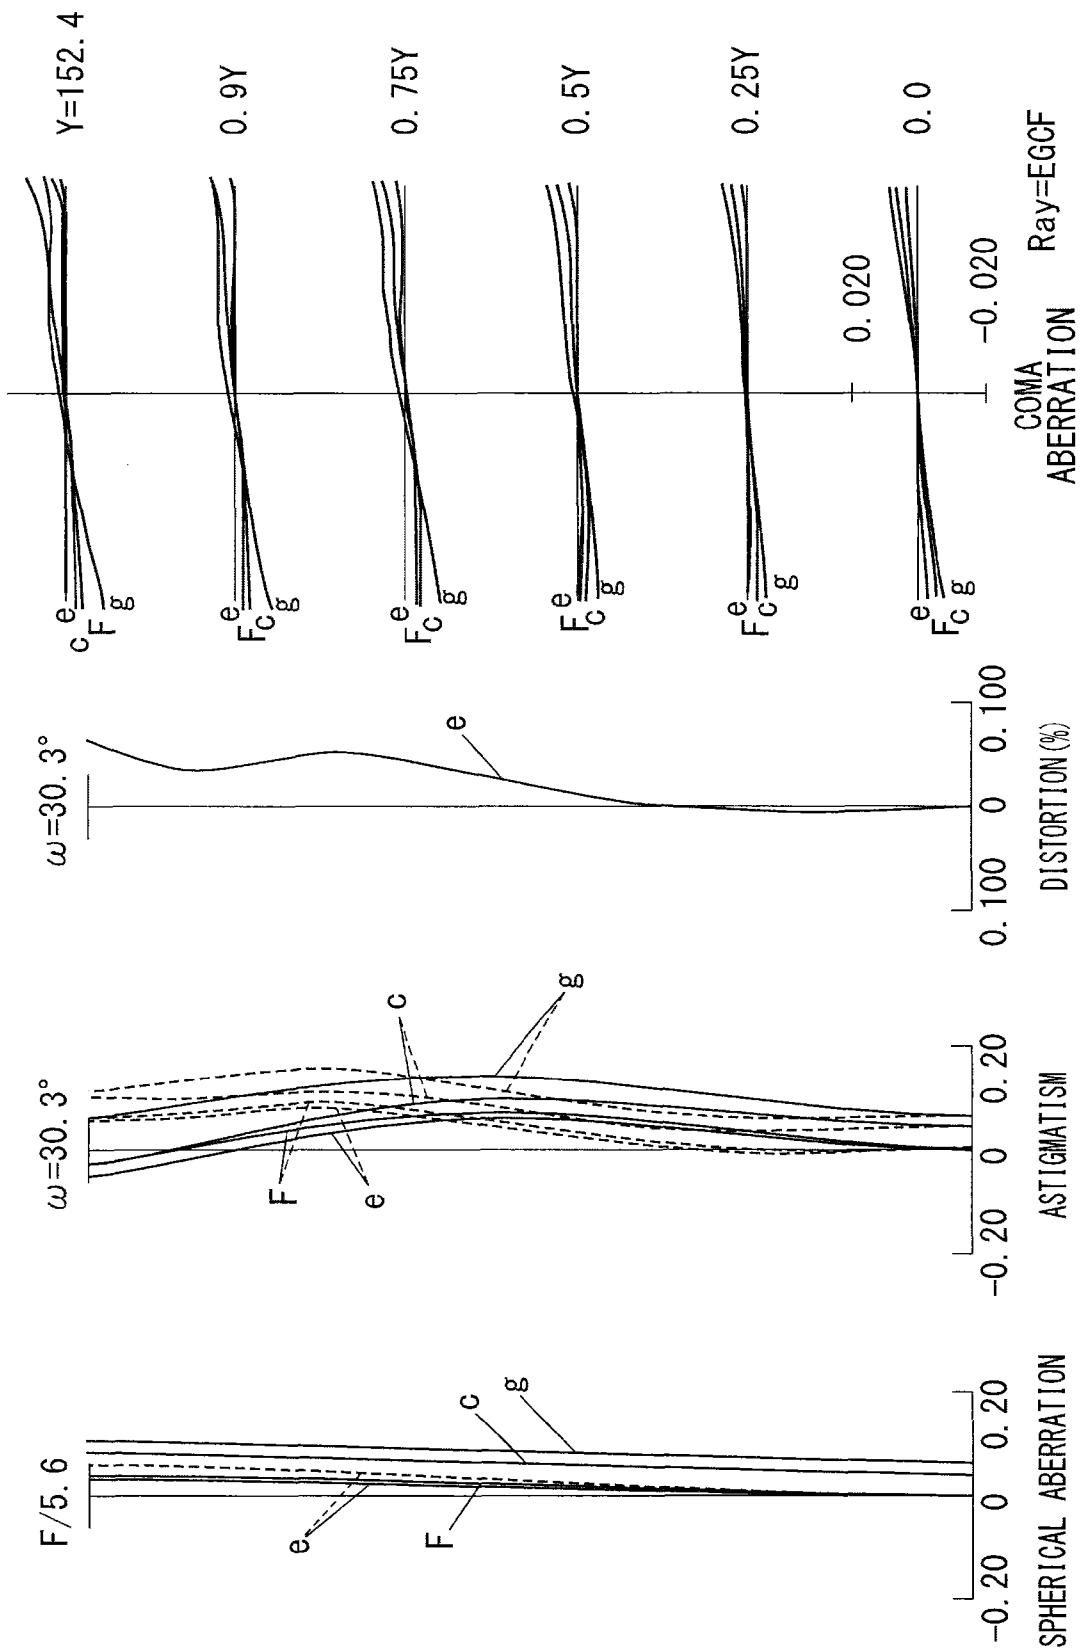 F/5. 6
e
F
c
g
-0. 20
0
0. 20
SPHERICAL ABERRATION
ω=30. 3°
F
e
c
g
-0. 20
0
0. 20
ASTIGMATISM
ω=30. 3°
e
0. 100
0
0. 100
DISTORTION(%)
Y=152. 4
c
e
F
g
0. 9Y
F
e
c
g
0. 75Y
F
e
c
g
0. 5Y
F
e
c
g
0. 25Y
F
e
c
g
0. 0
F
e
c
g
0. 020
-0. 020
COMA
ABERRATION
Ray=EGCF